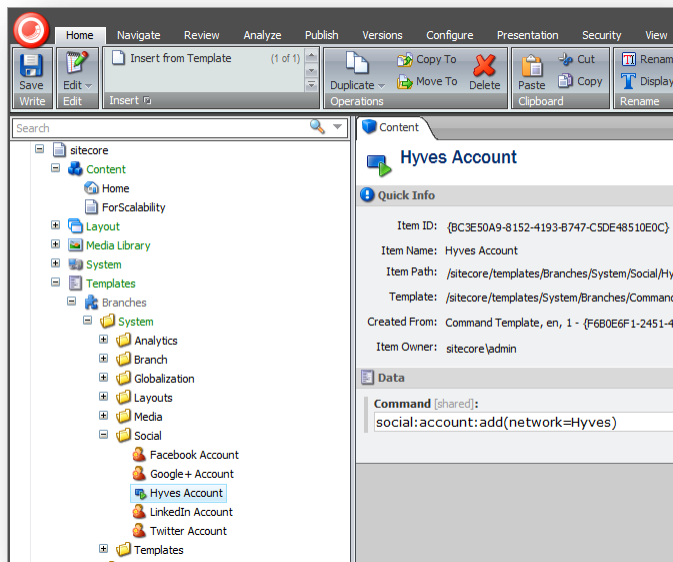 Home Navigate Review Analyze Publish Versions Configure Presentation Security View
Save
Write
Edit
Edit
Insert from Template (1 of 1)
Insert
Duplicate
Copy To
Move To
Delete
Operations
Paste
Cut
Copy
Clipboard
Renam
Display
Rename
Search
sitecore
Content
Home
ForScalability
Layout
Media Library
System
Templates
Branches
System
Analytics
Branch
Globalization
Layouts
Media
Social
Facebook Account
Google+ Account
Hyves Account
LinkedIn Account
Twitter Account
Templates
Content
Hyves Account
Quick Info
Item ID: {BC3E50A9-8152-4193-B747-C5DE48510E0C}
Item Name: Hyves Account
Item Path: /sitecore/templates/Branches/System/Social/Hy
Template: /sitecore/templates/System/Branches/Comman
Created From: Command Template, en, 1 - {F6B0E6F1-2451-4
Item Owner: sitecore\admin
Data
Command [shared]:
social:account:add(network=Hyves)